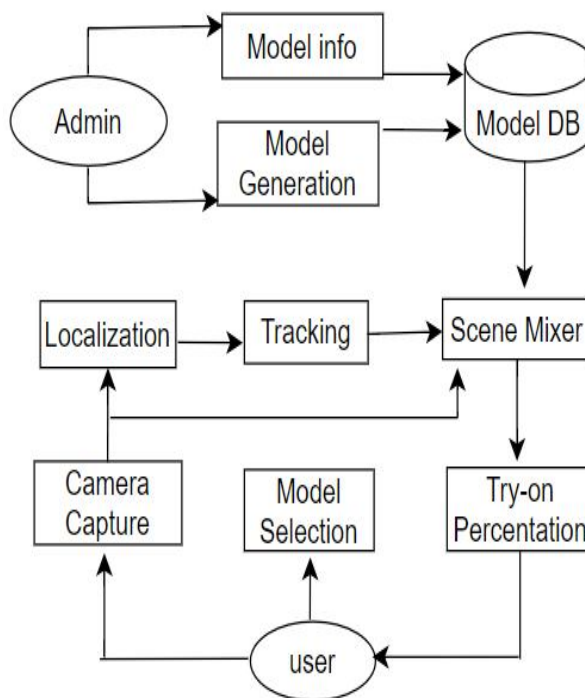 Model info
Admin
Model DB
Model
Generation
Localization
Tracking
Scene Mixer
Camera
Capture
Model
Selection
Try-on
Percentation
user